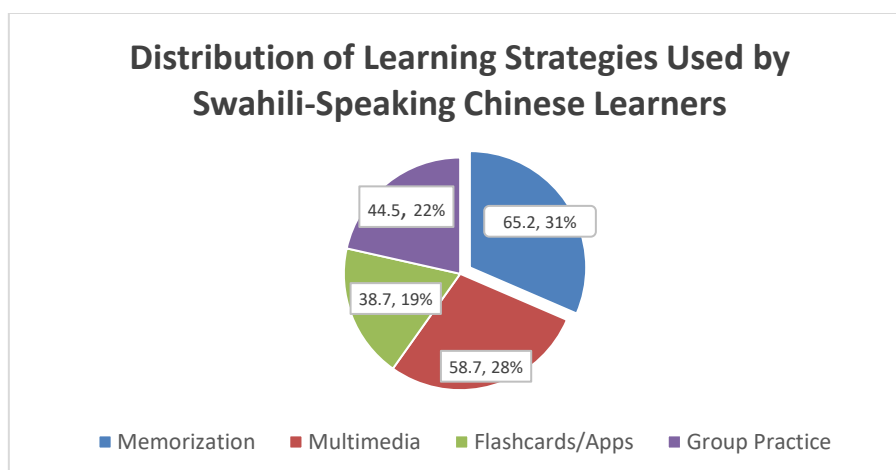 Distribution of Learning Strategies Used by
Swahili-Speaking Chinese Learners
44.5, 22%
65.2, 31%
38.7, 19%
58.7, 28%
Memorization
Multimedia
Flashcards/Apps
Group Practice